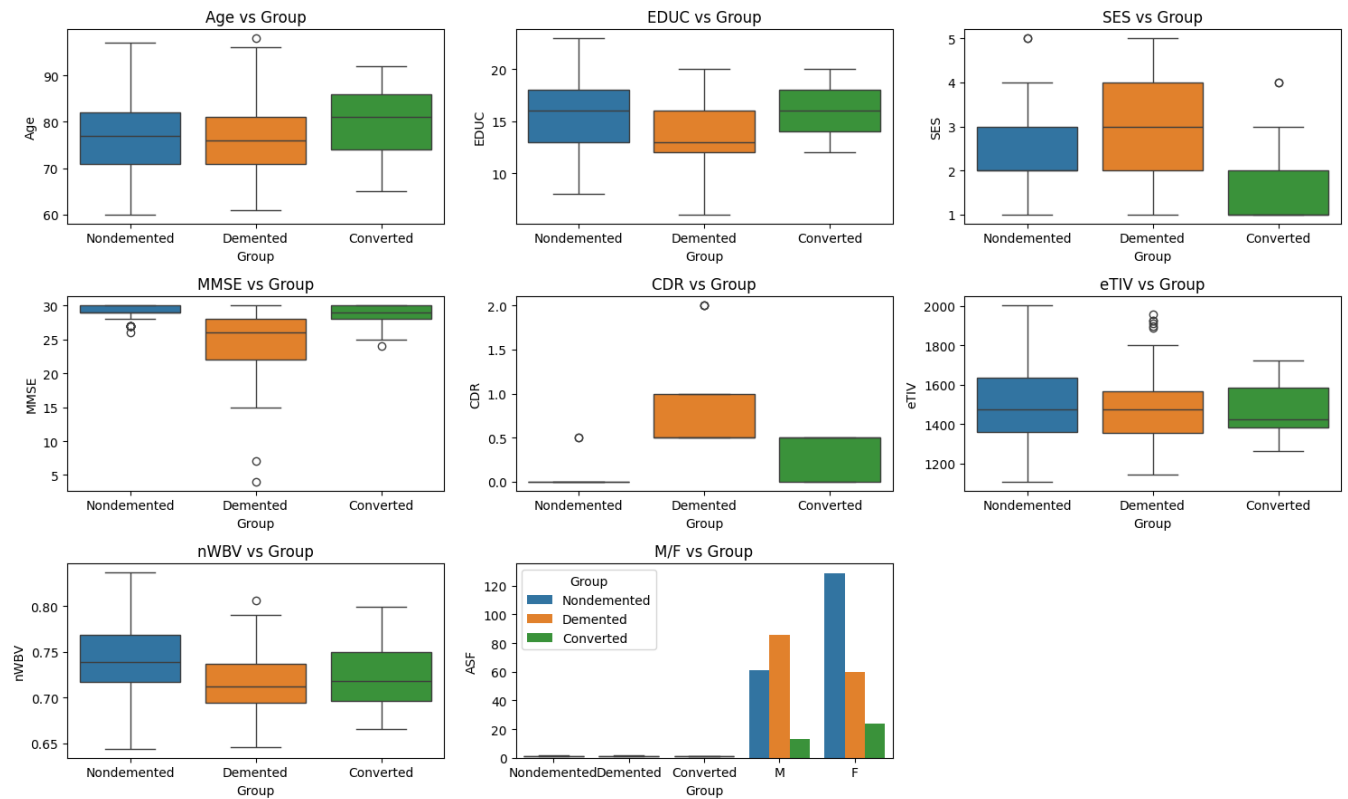 Age vs Group
Age
90
80
70
60
Nondemented Demented Converted
Group
EDUC vs Group
EDUC
20
15
10
Nondemented Demented Converted
Group
SES vs Group
SES
5
4
3
2
1
Nondemented Demented Converted
Group
MMSE vs Group
MMSE
30
25
20
15
10
5
Nondemented Demented Converted
Group
CDR vs Group
CDR
2.0
1.5
1.0
0.5
0.0
Nondemented Demented Converted
Group
eTIV vs Group
eTIV
2000
1800
1600
1400
1200
Nondemented Demented Converted
Group
nWBV vs Group
nWBV
0.80
0.75
0.70
0.65
Nondemented Demented Converted
Group
M/F vs Group
ASF
120
100
80
60
40
20
0
Group
Nondemented
Demented
Converted
Nondemented Demented Converted M F
Group